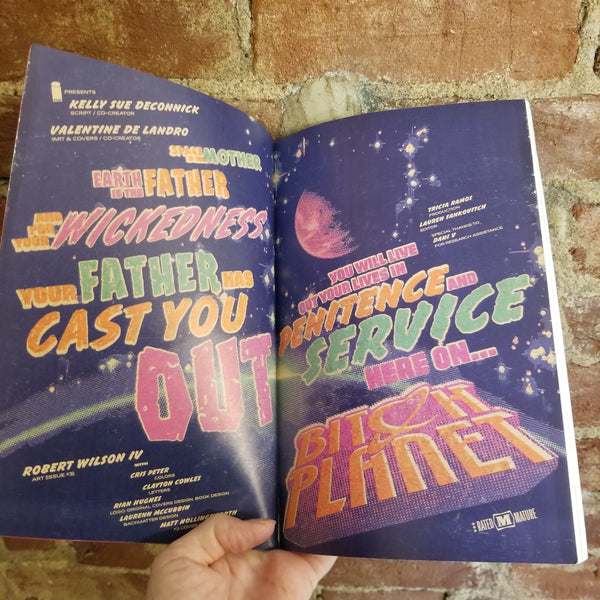 PRESENTS
KELLY SUE DECONNICK
SCRIPT / CO-CREATOR
VALENTINE DE LANDRO
ART & COVERS / CO-CREATOR
SPACE IS THE MOTHER
EARTH IS THE FATHER
AND FOR YOUR WICKEDNESS
YOUR FATHER HAS
CAST YOU
OUT
ROBERT WILSON IV
ART (ISSUE #3)
WITH
CRIS PETER
COLORS
CLAYTON COWLES
LETTERS
RIAN HUGHES
LOGO, ORIGINAL COVERS DESIGN, BOOK DESIGN
LAURENN MCCUBBIN
BACKMATTER DESIGN
MATT HOLLINGSWORTH
TRICIA RAMOS
PRODUCTION
LAUREN SANKOVITCH
EDITOR
SPECIAL THANKS TO,
DANI V
FOR RESEARCH ASSISTANCE
YOU WILL LIVE
OUT YOUR LIVES IN
PENITENCE AND
SERVICE
HERE ON...
BITCH
PLANET
RATED M MATURE